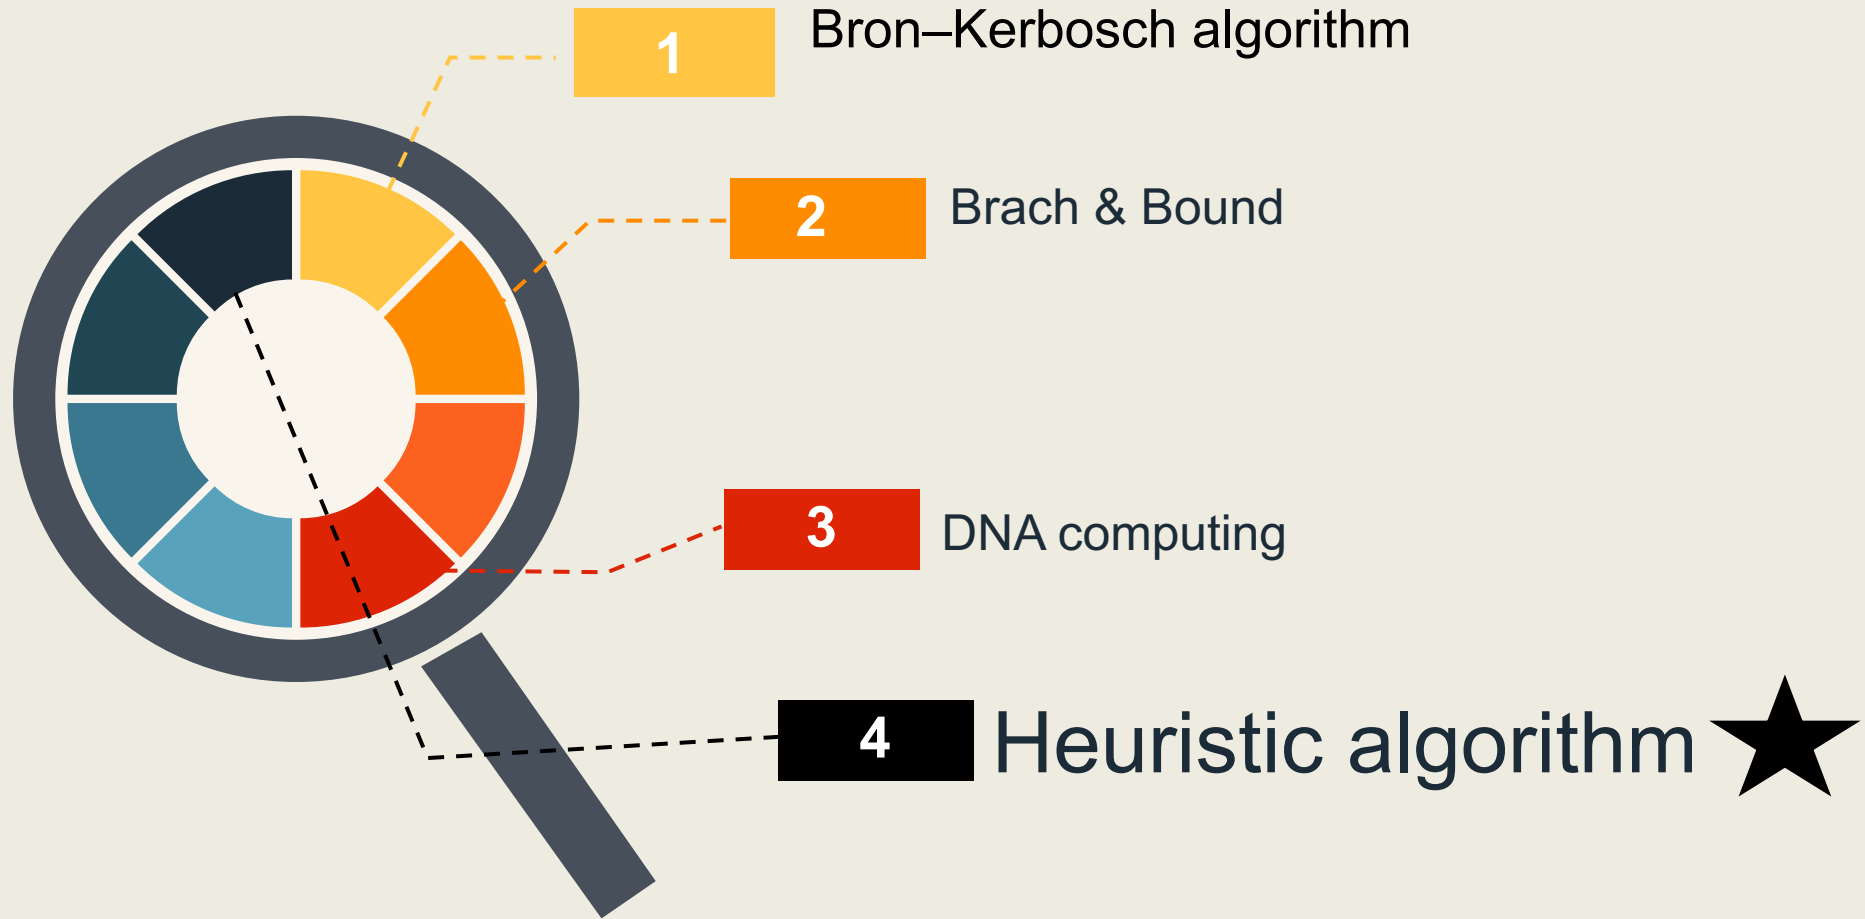 1 Bron–Kerbosch algorithm
2 Brach & Bound
3 DNA computing
4 Heuristic algorithm